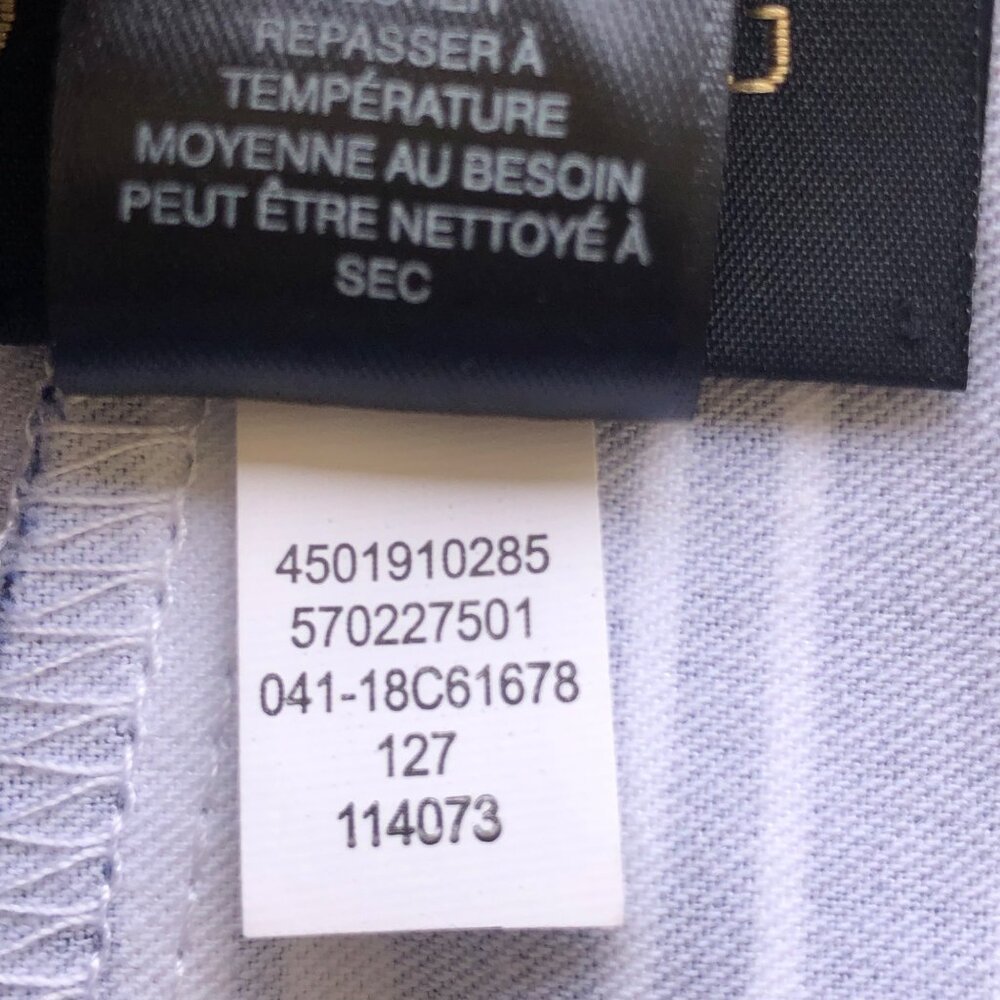 REPASSER À
TEMPÉRATURE
MOYENNE AU BESOIN
PEUT ÊTRE NETTOYÉ À
SEC
4501910285
570227501
041-18C61678
127
114073